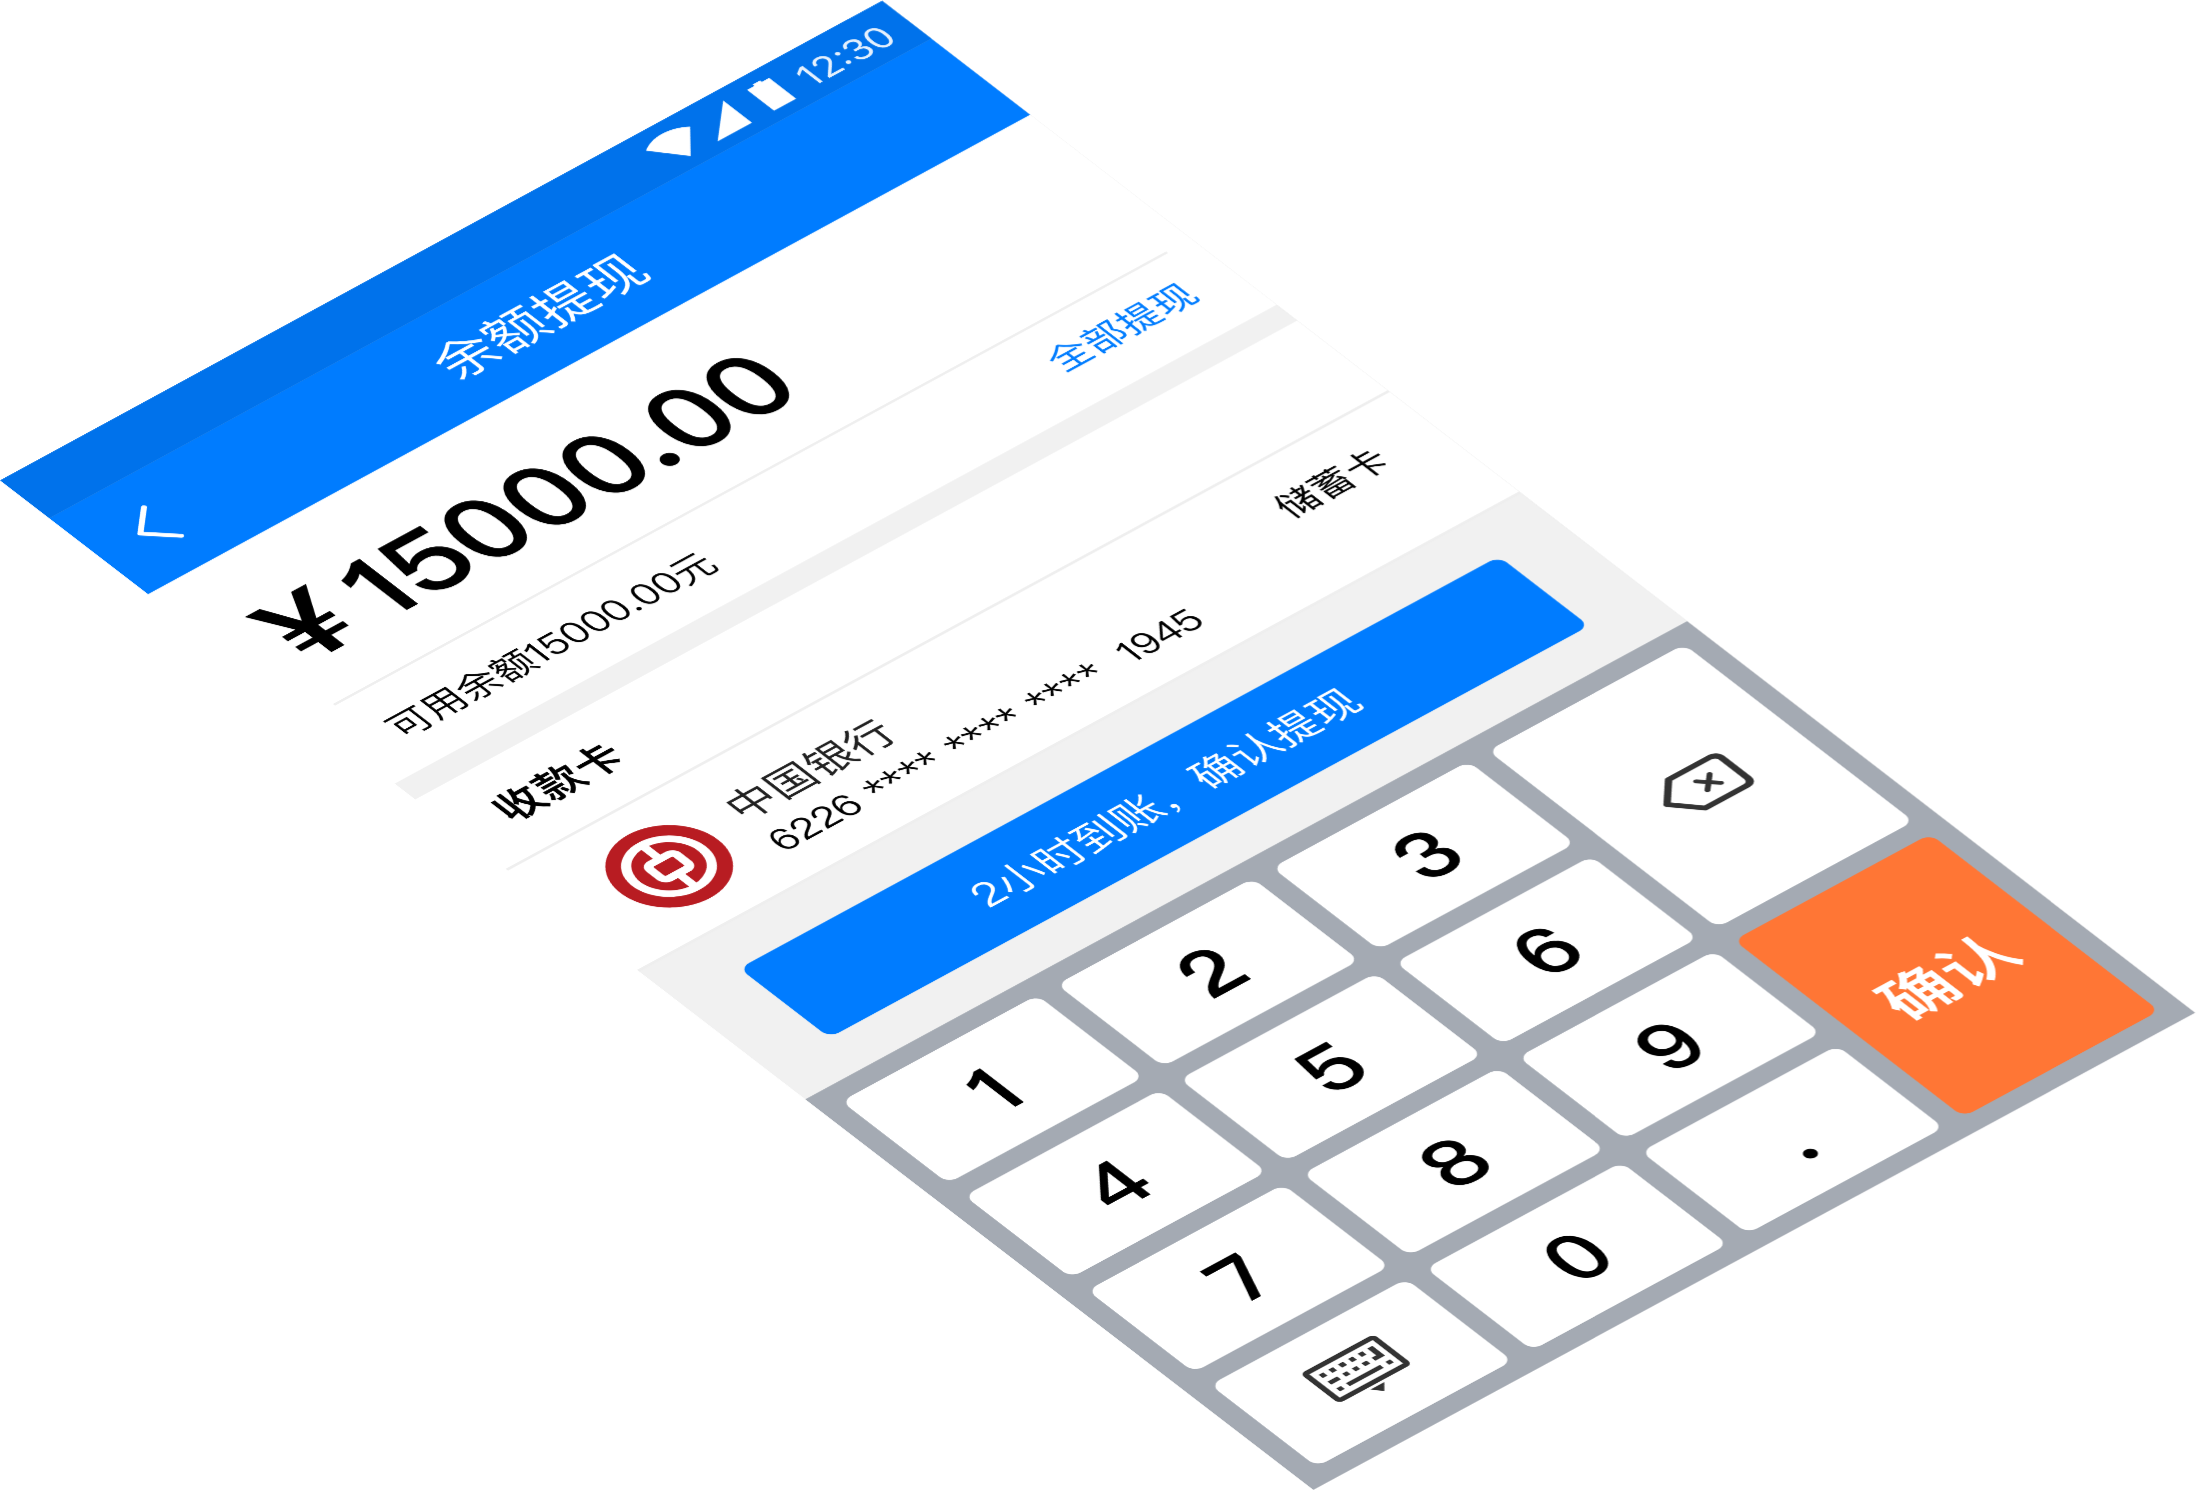 12:30
余额提现
¥15000.00
可用余额15000.00元
全部提现
收款卡
中国银行
储蓄卡
6226 **** **** **** 1945
2小时到账，确认提现
1 2 3
4 5 6
7 8 9
确认
0 .